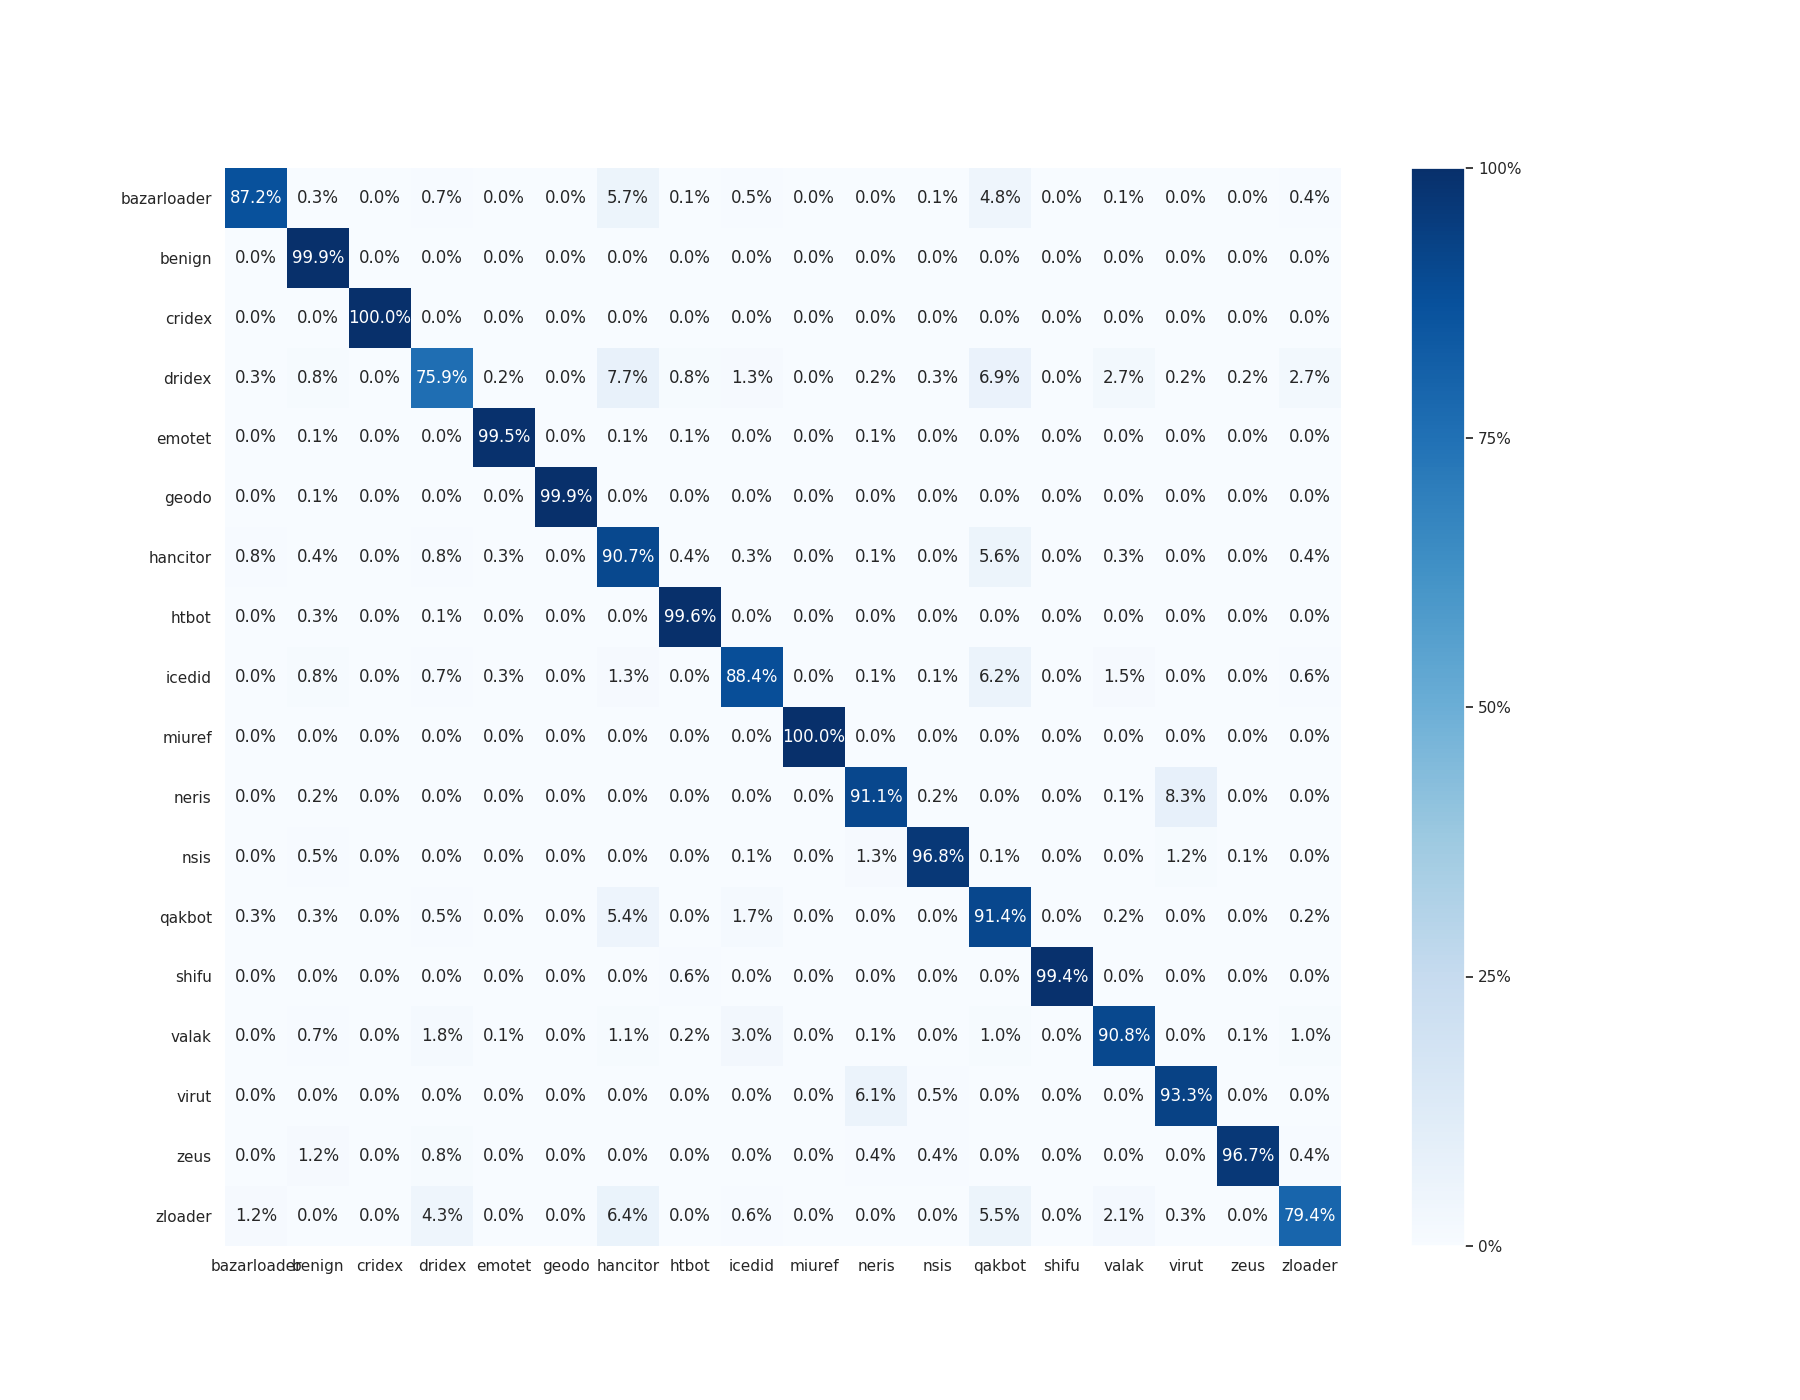 bazarloader 87.2% 0.3% 0.0% 0.7% 0.0% 0.0% 5.7% 0.1% 0.5% 0.0% 0.0% 0.1% 4.8% 0.0% 0.1% 0.0% 0.0% 0.4% 100%
benign 0.0% 99.9% 0.0% 0.0% 0.0% 0.0% 0.0% 0.0% 0.0% 0.0% 0.0% 0.0% 0.0% 0.0% 0.0% 0.0% 0.0% 0.0%
cridex 0.0% 0.0% 100.0% 0.0% 0.0% 0.0% 0.0% 0.0% 0.0% 0.0% 0.0% 0.0% 0.0% 0.0% 0.0% 0.0% 0.0% 0.0%
dridex 0.3% 0.8% 0.0% 75.9% 0.2% 0.0% 7.7% 0.8% 1.3% 0.0% 0.2% 0.3% 6.9% 0.0% 2.7% 0.2% 0.2% 2.7%
emotet 0.0% 0.1% 0.0% 0.0% 99.5% 0.0% 0.1% 0.1% 0.0% 0.0% 0.1% 0.0% 0.0% 0.0% 0.0% 0.0% 0.0% 0.0% 75%
geodo 0.0% 0.1% 0.0% 0.0% 0.0% 99.9% 0.0% 0.0% 0.0% 0.0% 0.0% 0.0% 0.0% 0.0% 0.0% 0.0% 0.0% 0.0%
hancitor 0.8% 0.4% 0.0% 0.8% 0.3% 0.0% 90.7% 0.4% 0.3% 0.0% 0.1% 0.0% 5.6% 0.0% 0.3% 0.0% 0.0% 0.4%
htbot 0.0% 0.3% 0.0% 0.1% 0.0% 0.0% 0.0% 99.6% 0.0% 0.0% 0.0% 0.0% 0.0% 0.0% 0.0% 0.0% 0.0% 0.0%
icedid 0.0% 0.8% 0.0% 0.7% 0.3% 0.0% 1.3% 0.0% 88.4% 0.0% 0.1% 0.1% 6.2% 0.0% 1.5% 0.0% 0.0% 0.6%
50%
miuref 0.0% 0.0% 0.0% 0.0% 0.0% 0.0% 0.0% 0.0% 0.0% 100.0% 0.0% 0.0% 0.0% 0.0% 0.0% 0.0% 0.0% 0.0%
neris 0.0% 0.2% 0.0% 0.0% 0.0% 0.0% 0.0% 0.0% 0.0% 0.0% 91.1% 0.2% 0.0% 0.0% 0.1% 8.3% 0.0% 0.0%
nsis 0.0% 0.5% 0.0% 0.0% 0.0% 0.0% 0.0% 0.0% 0.1% 0.0% 1.3% 96.8% 0.1% 0.0% 0.0% 1.2% 0.1% 0.0%
qakbot 0.3% 0.3% 0.0% 0.5% 0.0% 0.0% 5.4% 0.0% 1.7% 0.0% 0.0% 0.0% 91.4% 0.0% 0.2% 0.0% 0.0% 0.2%
shifu 0.0% 0.0% 0.0% 0.0% 0.0% 0.0% 0.0% 0.6% 0.0% 0.0% 0.0% 0.0% 0.0% 99.4% 0.0% 0.0% 0.0% 0.0% 25%
valak 0.0% 0.7% 0.0% 1.8% 0.1% 0.0% 1.1% 0.2% 3.0% 0.0% 0.1% 0.0% 1.0% 0.0% 90.8% 0.0% 0.1% 1.0%
virut 0.0% 0.0% 0.0% 0.0% 0.0% 0.0% 0.0% 0.0% 0.0% 0.0% 6.1% 0.5% 0.0% 0.0% 0.0% 93.3% 0.0% 0.0%
zeus 0.0% 1.2% 0.0% 0.8% 0.0% 0.0% 0.0% 0.0% 0.0% 0.0% 0.4% 0.4% 0.0% 0.0% 0.0% 0.0% 96.7% 0.4%
zloader 1.2% 0.0% 0.0% 4.3% 0.0% 0.0% 6.4% 0.0% 0.6% 0.0% 0.0% 0.0% 5.5% 0.0% 2.1% 0.3% 0.0% 79.4%
0%
bazarloader benign cridex dridex emotet geodo hancitor htbot icedid miuref neris nsis qakbot shifu valak virut zeus zloader